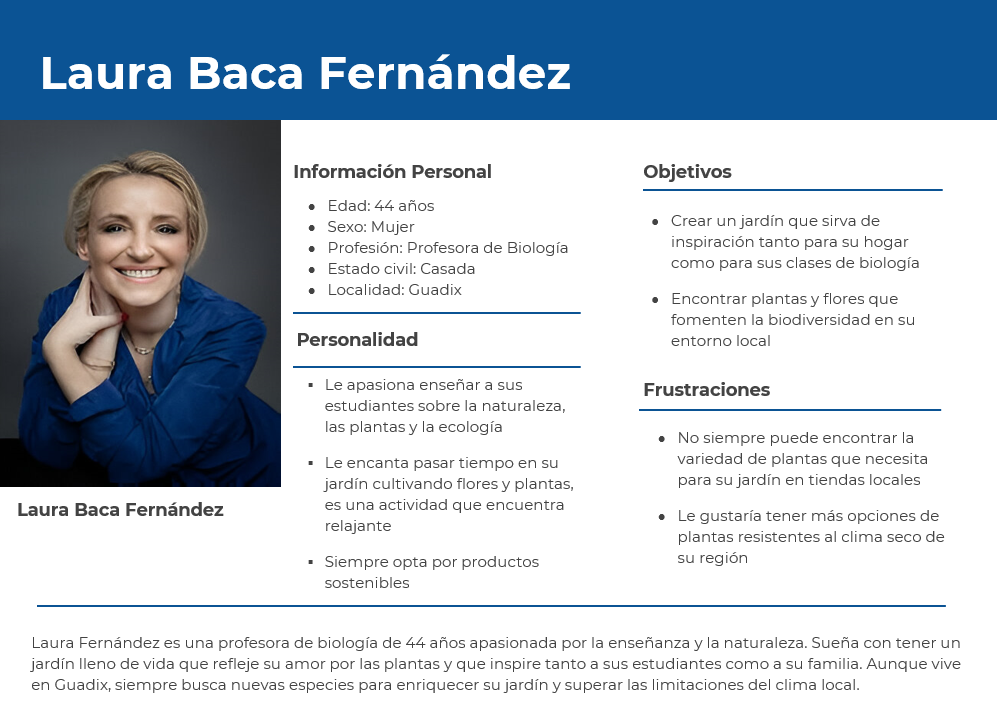 Laura Baca Fernández
Laura Baca Fernández
Información Personal
● Edad: 44 años
● Sexo: Mujer
● Profesión: Profesora de Biología
● Estado civil: Casada
● Localidad: Guadix
Personalidad
▪ Le apasiona enseñar a sus
estudiantes sobre la naturaleza,
las plantas y la ecología
▪ Le encanta pasar tiempo en su
jardín cultivando flores y plantas,
es una actividad que encuentra
relajante
▪ Siempre opta por productos
sostenibles
Objetivos
● Crear un jardín que sirva de
inspiración tanto para su hogar
como para sus clases de biología
● Encontrar plantas y flores que
fomenten la biodiversidad en su
entorno local
Frustraciones
● No siempre puede encontrar la
variedad de plantas que necesita
para su jardín en tiendas locales
● Le gustaría tener más opciones de
plantas resistentes al clima seco de
su región
Laura Fernández es una profesora de biología de 44 años apasionada por la enseñanza y la naturaleza. Sueña con tener un
jardín lleno de vida que refleje su amor por las plantas y que inspire tanto a sus estudiantes como a su familia. Aunque vive
en Guadix, siempre busca nuevas especies para enriquecer su jardín y superar las limitaciones del clima local.